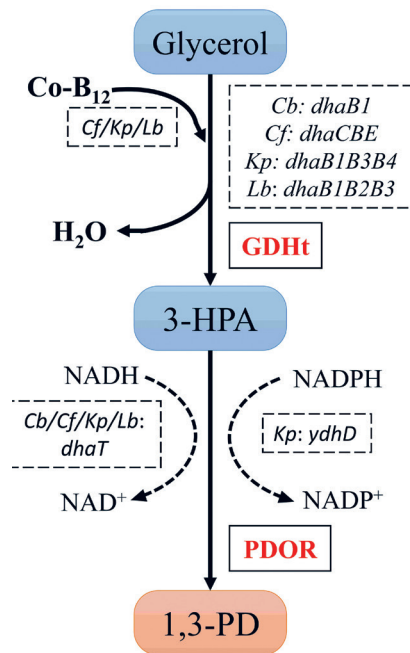 Glycerol
Co-B12
Cf/Kp/Lb
Cb: dhaB1
Cf: dhaCBE
Kp: dhaB1B3B4
Lb: dhaB1B2B3
H2O
GDHt
3-HPA
NADH
NADPH
Cb/Cf/Kp/Lb:
dhaT
Kp: ydhD
NAD+
NADP+
PDOR
1,3-PD